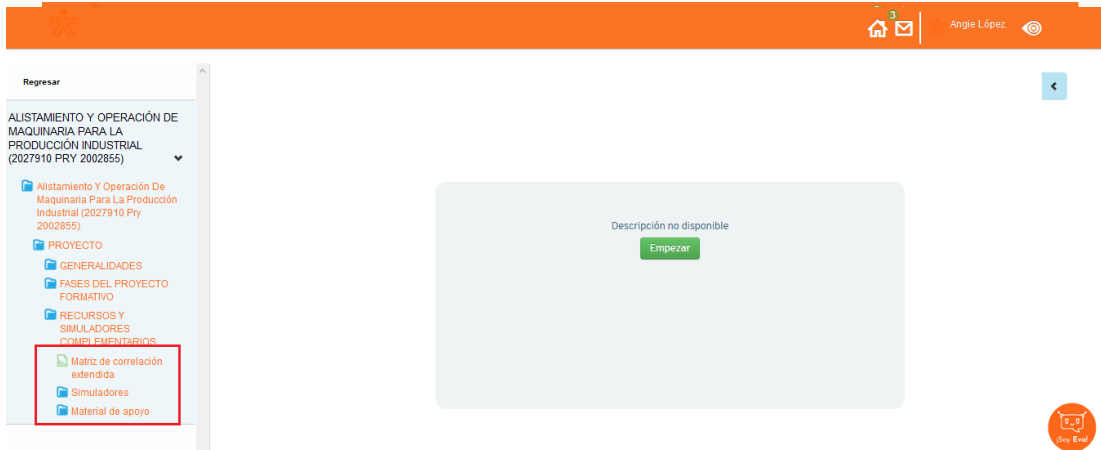 3
Angie López
Regresar
ALISTAMIENTO Y OPERACIÓN DE
MAQUINARIA PARA LA
PRODUCCIÓN INDUSTRIAL
(2027910 PRY 2002855)
Alistamiento Y Operación De
Maquinaria Para La Producción
Industrial (2027910 Pry
2002855)
PROYECTO
GENERALIDADES
FASES DEL PROYECTO
FORMATIVO
RECURSOS Y
SIMULADORES
COMPLEMENTARIOS
Matriz de correlación
extendida
Simuladores
Material de apoyo
Descripción no disponible
Empezar
¡Soy Evo!